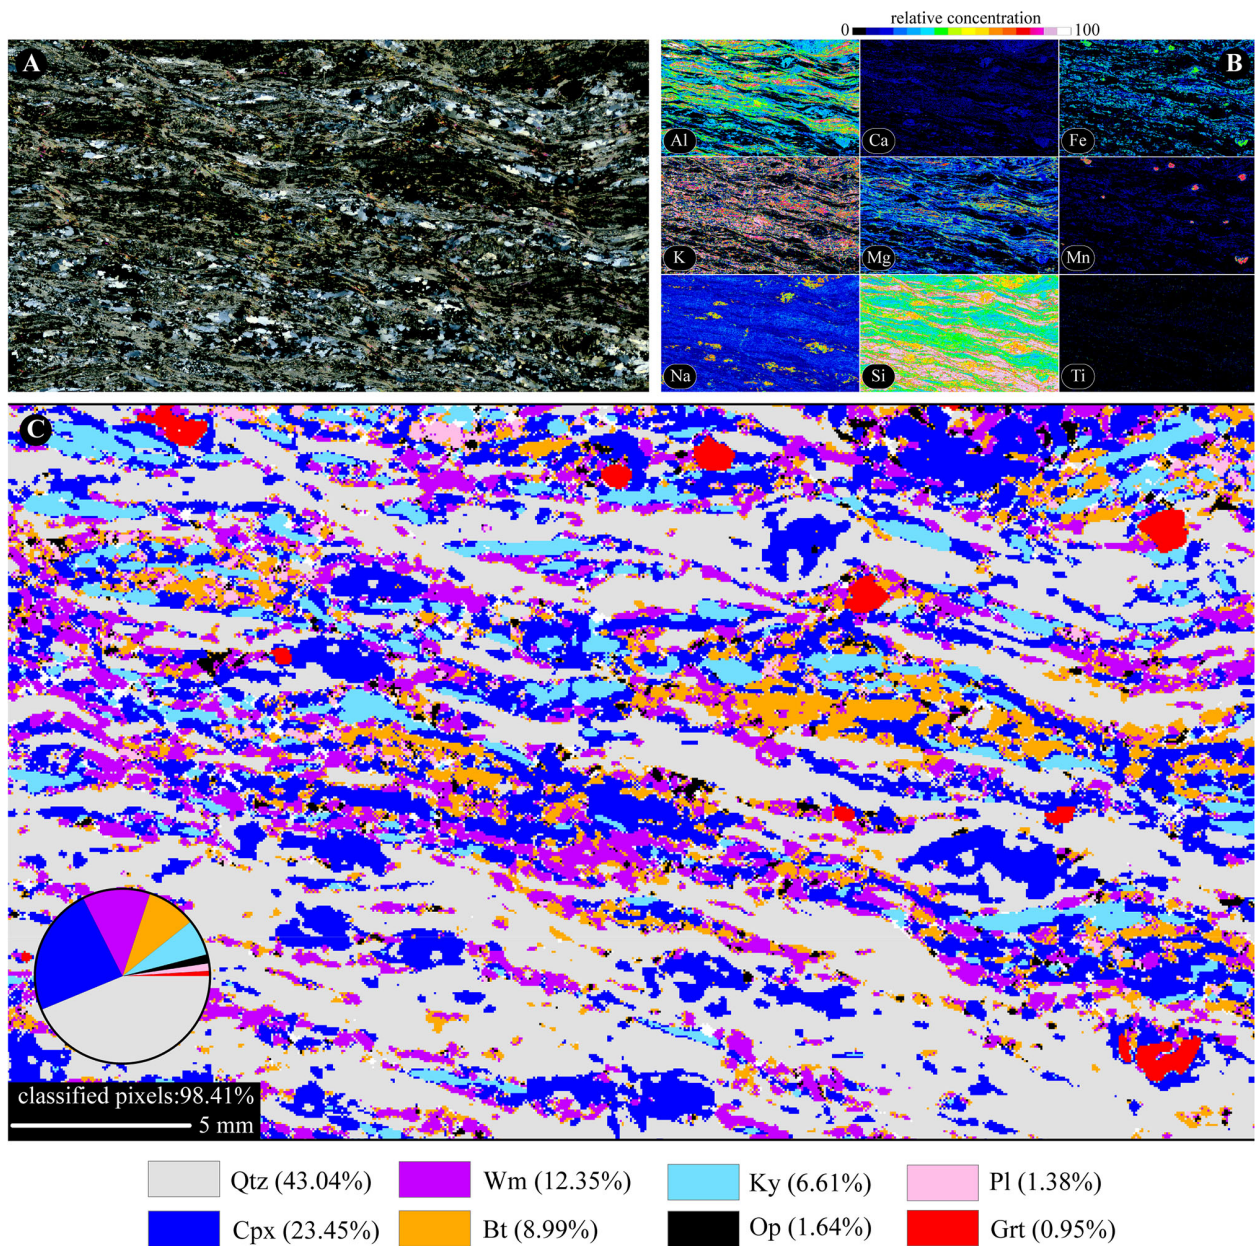 relative concentration
0 100
A
B
Al
Ca
Fe
K
Mg
Mn
Na
Si
Ti
C
classified pixels:98.41%
5 mm
Qtz (43.04%)
Wm (12.35%)
Ky (6.61%)
Pl (1.38%)
Cpx (23.45%)
Bt (8.99%)
Op (1.64%)
Grt (0.95%)